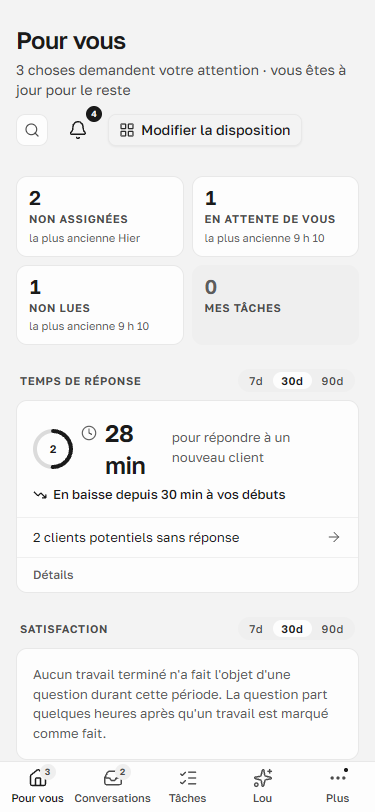 Pour vous
3 choses demandent votre attention · vous êtes à
jour pour le reste
4
Modifier la disposition
2
NON ASSIGNÉES
la plus ancienne Hier
1
EN ATTENTE DE VOUS
la plus ancienne 9 h 10
1
NON LUES
la plus ancienne 9 h 10
0
MES TÂCHES
TEMPS DE RÉPONSE
7d 30d 90d
2
28
min
pour répondre à un
nouveau client
En baisse depuis 30 min à vos débuts
2 clients potentiels sans réponse
Détails
SATISFACTION
7d 30d 90d
Aucun travail terminé n'a fait l'objet d'une
question durant cette période. La question part
quelques heures après qu'un travail est marqué
comme fait.
3
Pour vous
2
Conversations
Tâches
Lou
Plus